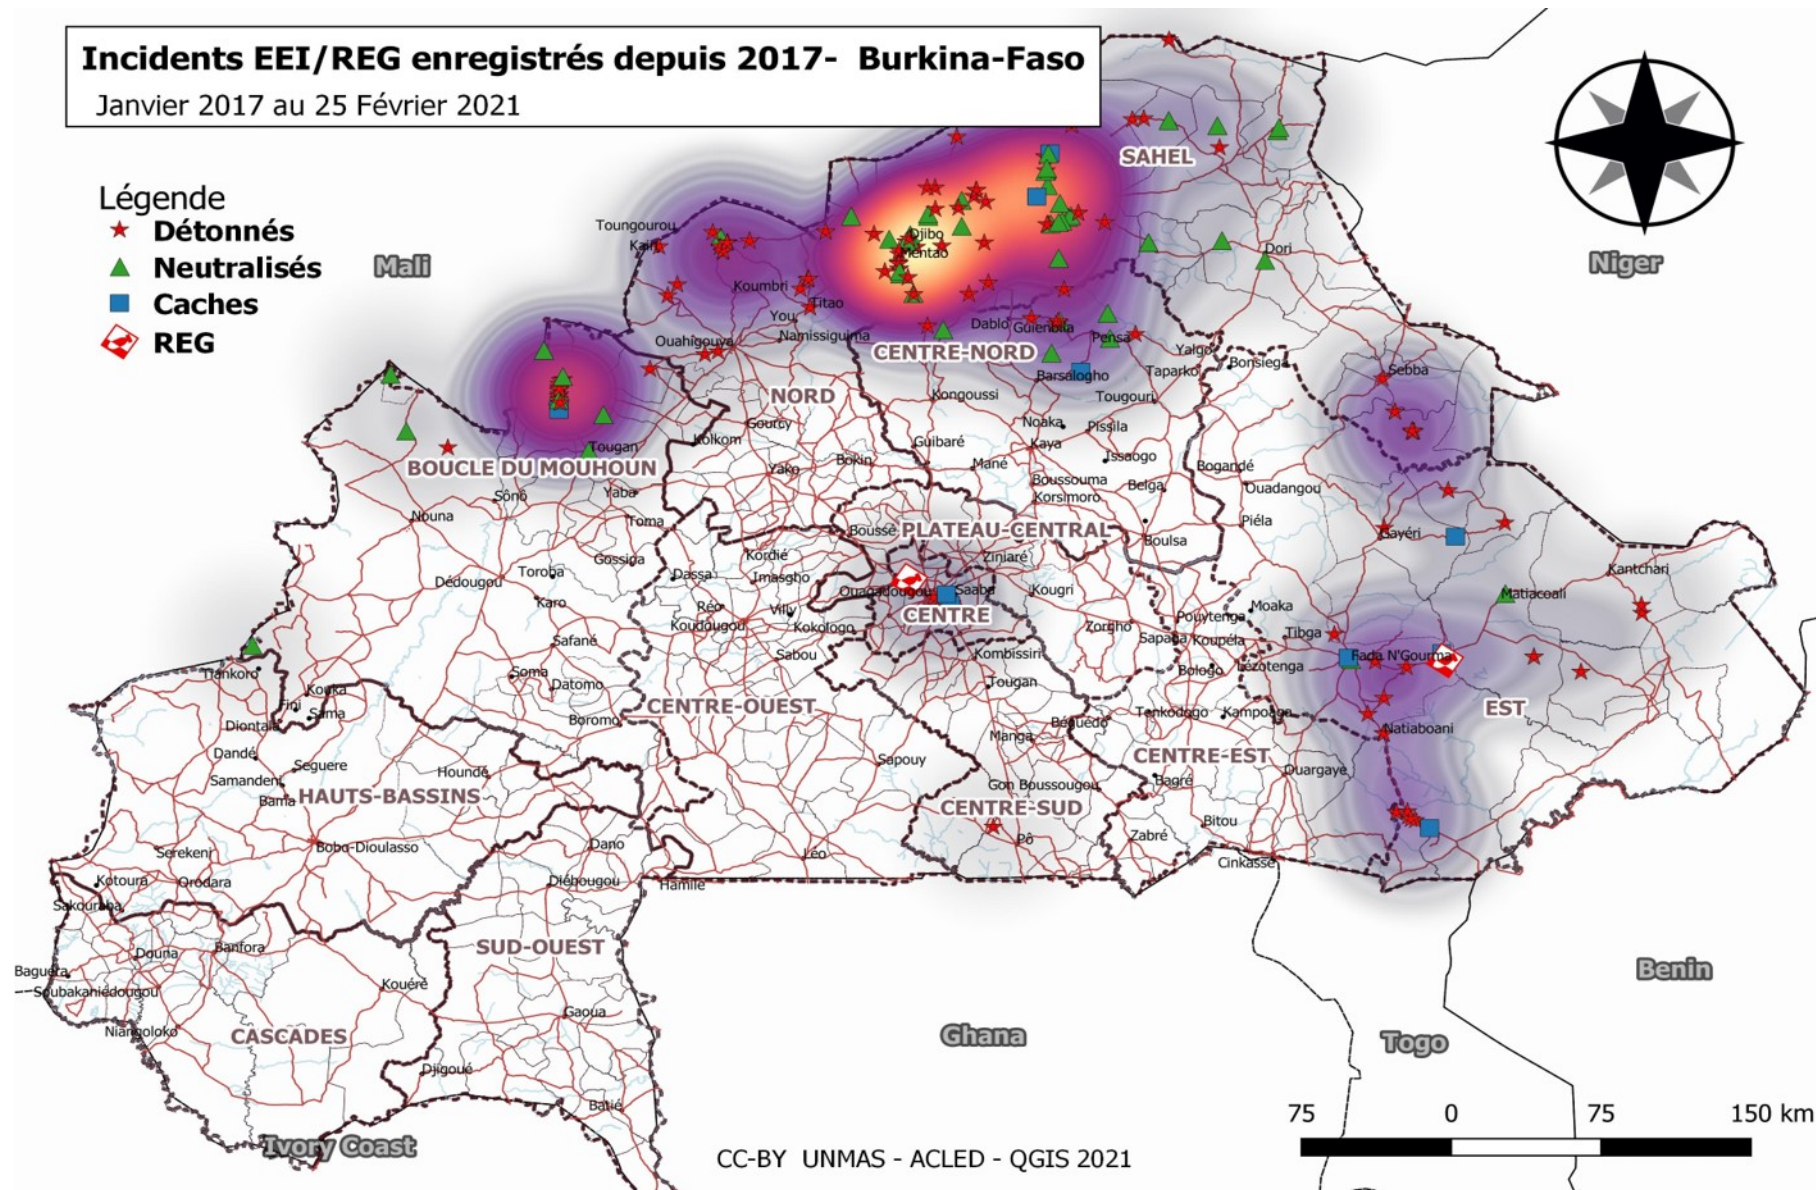 Incidents EEI/REG enregistrés depuis 2017-  Burkina-Faso
Janvier 2017 au 25 Février 2021
Légende
Détonnés
Neutralisés
Caches
REG
Mali
Niger
SAHEL
Toungourou
Kain
Djibo
Mentao
Dori
Koumbri
Titao
You
Namissiguima
Ouahigouya
Dablo
Guienbila
Pensa
CENTRE-NORD
Yalgo
Bonsiega
Sebba
Barsalogho
Taparko
NORD
Kongoussi
Tougouri
Gourcy
Noaka
Pissila
Kolkom
Guibaré
Kaya
Tougan
BOUCLE DU MOUHOUN
Yako
Bokin
Mané
Issaogo
Bogandé
Boussouma
Belga
Ouadangou
Korsimoro
Sônô
Yaba
Nouna
Toma
Boussé
PLATEAU-CENTRAL
Piéla
Gayéri
Boulsa
Gossina
Kordié
Ziniaré
Toroba
Dédougou
Dassa
Imasgho
Kantchari
Ouagadougou
Saaba
Kougri
Matiacoali
Karo
Réo
Villy
CENTRE
Moaka
Pouytenga
Koudougou
Kokologo
Zorgho
Sapaga
Koupéla
Tibga
Safané
Sabou
Kombissiri
Fada N'Gourma
Tiankoro
Soma
Bologo
Lézotenga
Kouka
Datomo
Tougan
Fini
Sama
CENTRE-OUEST
EST
Diontala
Boromo
Béguédo
Tenkodogo
Kampoaga
Manga
Natiaboani
Dandé
Seguere
Sapouy
CENTRE-EST
Samandeni
Houndé
Ouargaye
Bama
HAUTS-BASSINS
Gon Boussougou
Bagré
CENTRE-SUD
Bitou
Zabré
Pô
Serekeni
Bobo-Dioulasso
Dano
Léo
Cinkassé
Kotoura
Orodara
Diébougou
Hamile
Sakouraba
SUD-OUEST
Banfora
Douna
Baguera
Benin
Soubakaniédougou
Kouéré
Gaoua
Niangoloko
CASCADES
Ghana
Togo
Djigoué
Batié
75 0 75 150 km
Ivory Coast
CC-BY  UNMAS - ACLED - QGIS 2021